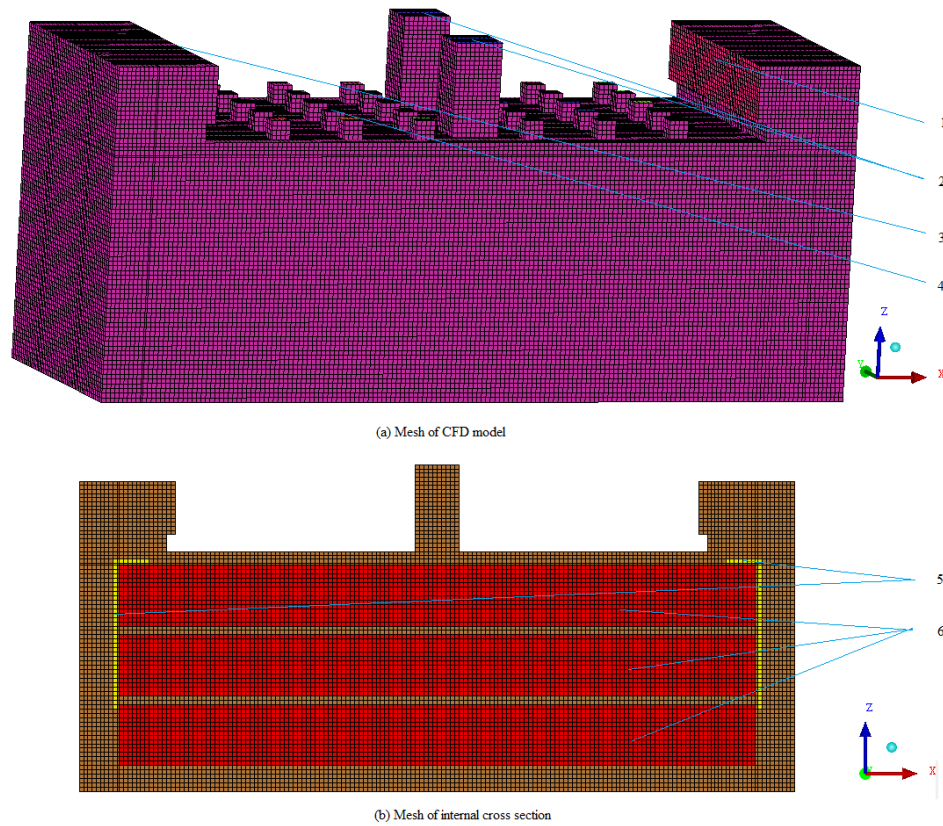 1
2
3
4
Z
Y
X
(a) Mesh of CFD model
5
6
Z
Y
X
(b) Mesh of internal cross section